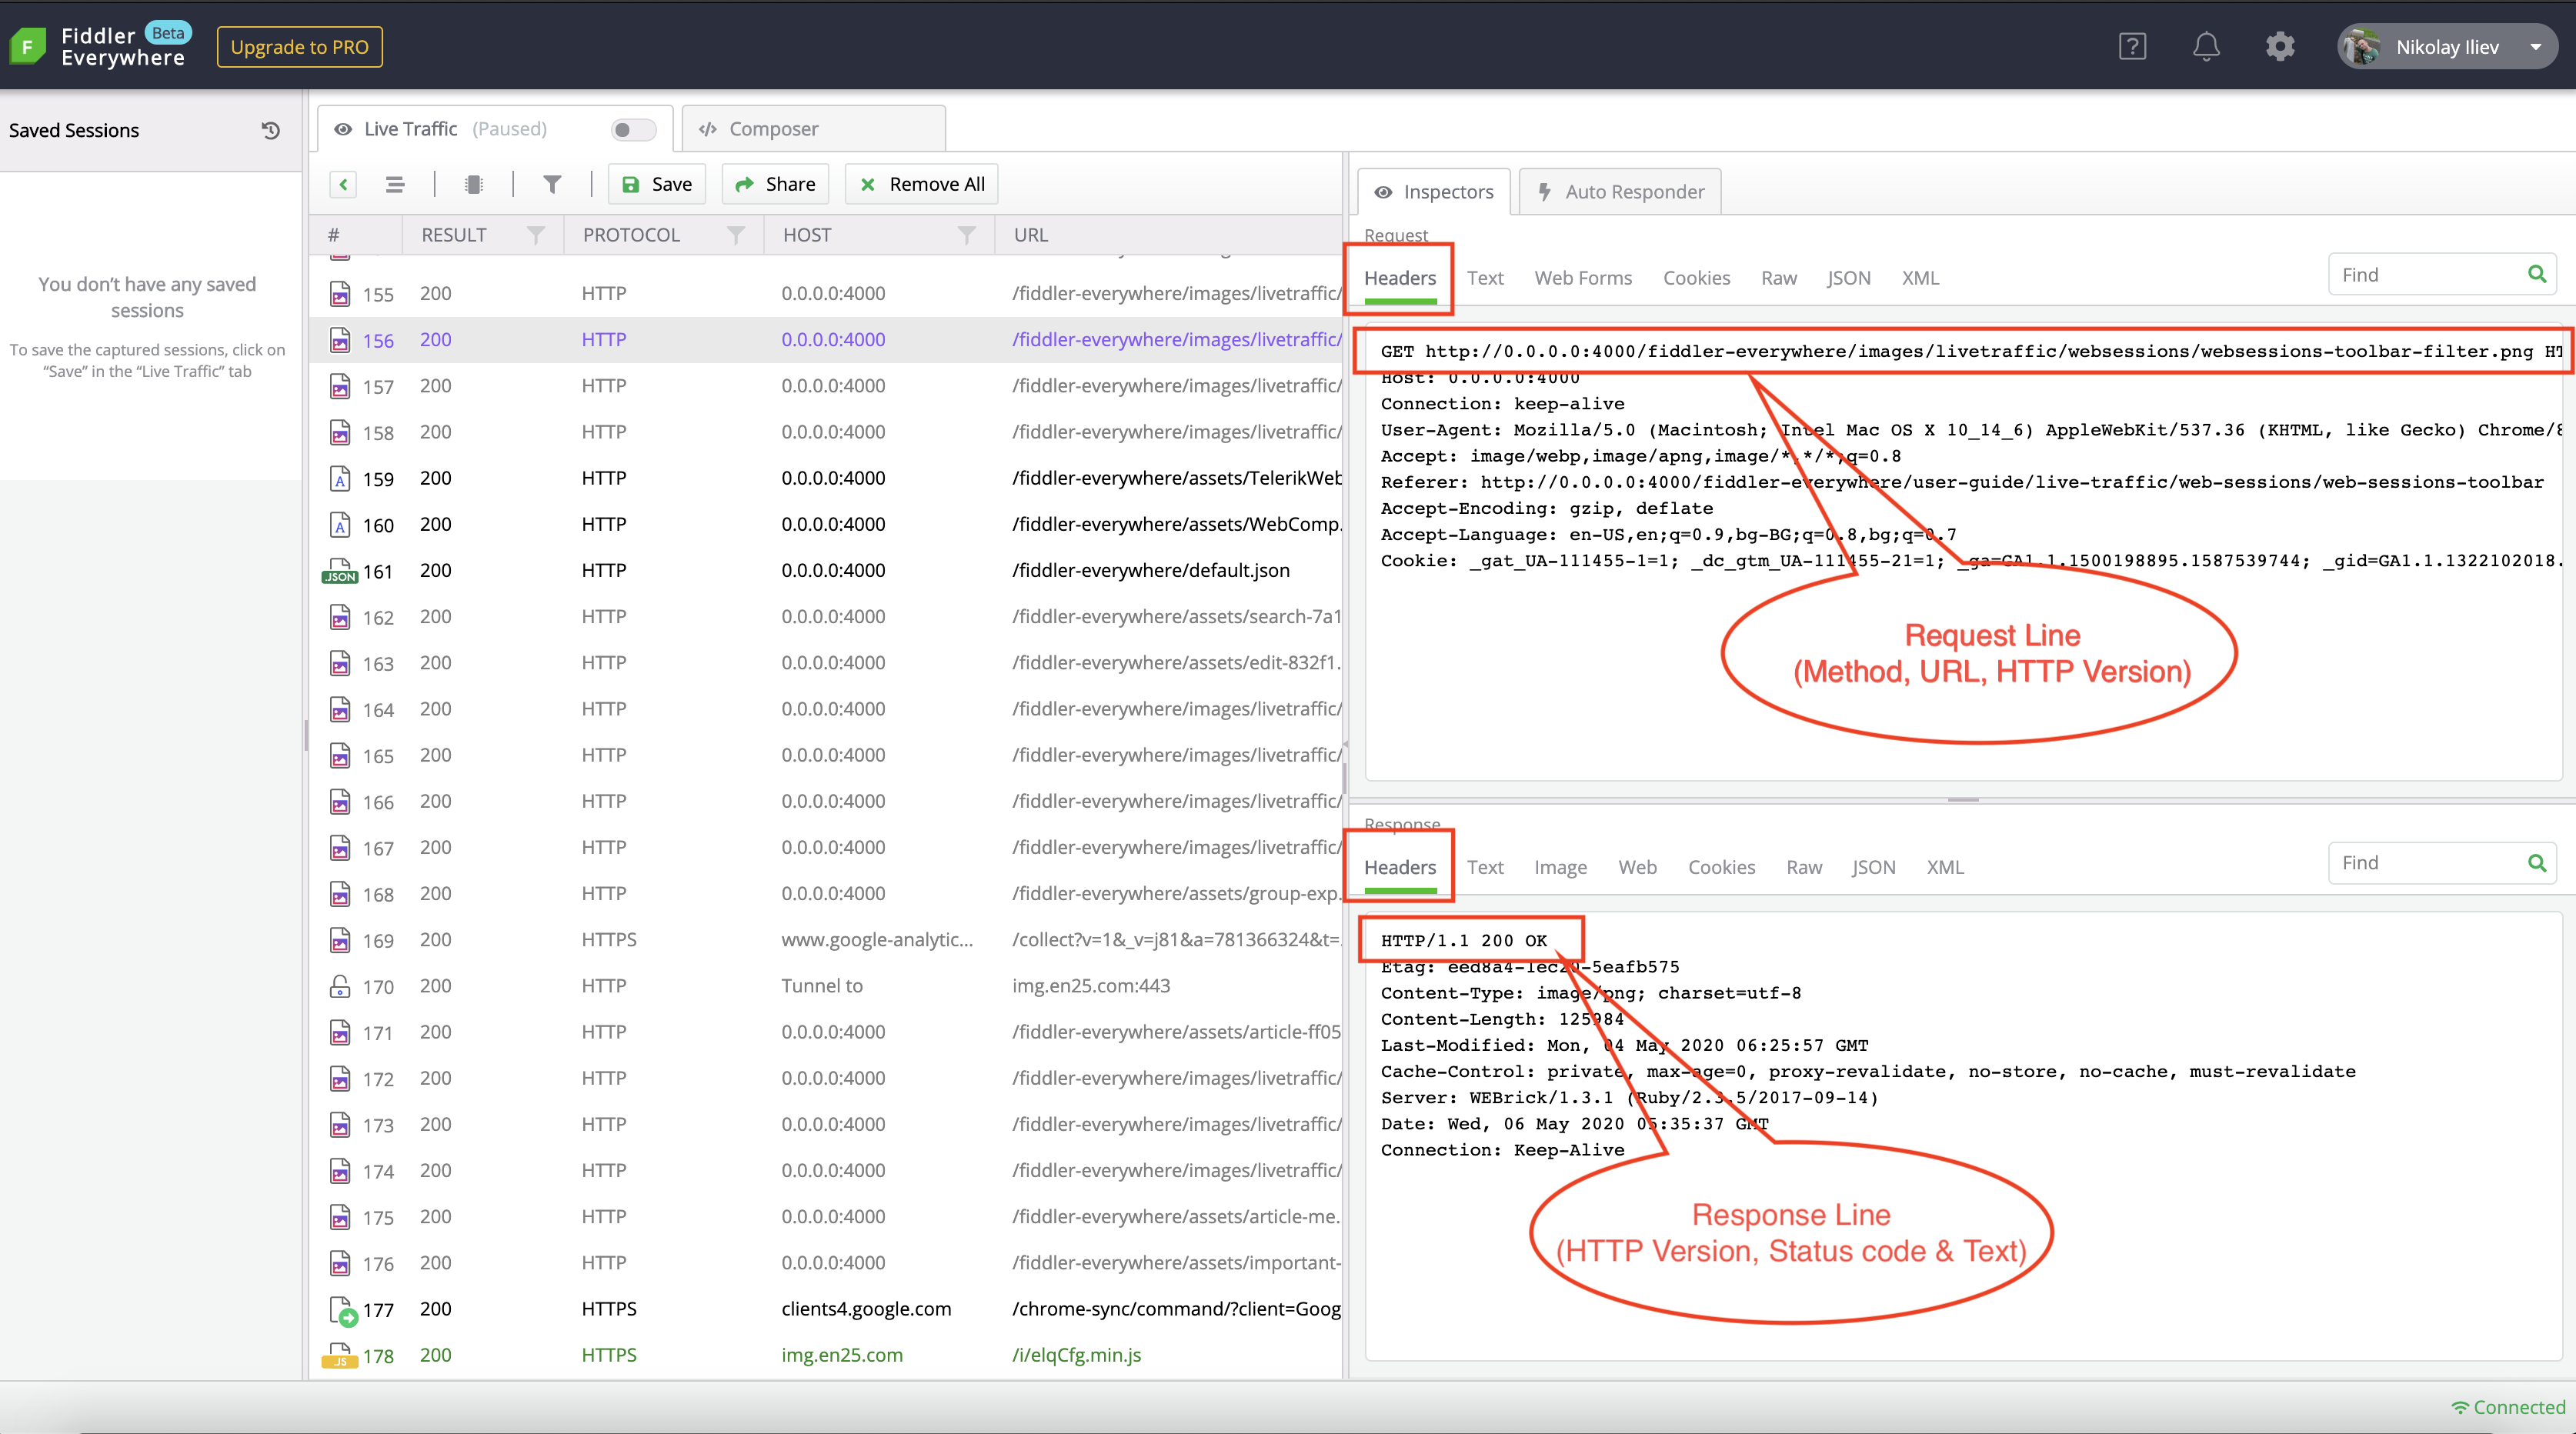 Fiddler Beta
Everywhere
Upgrade to PRO
Nikolay Iliev
Saved Sessions
You don't have any saved
sessions
To save the captured sessions, click on
“Save” in the “Live Traffic” tab
Live Traffic (Paused)
Composer
Save
Share
Remove All
# RESULT PROTOCOL HOST URL
155 200 HTTP 0.0.0.0:4000 /fiddler-everywhere/images/livetraffic/
156 200 HTTP 0.0.0.0:4000 /fiddler-everywhere/images/livetraffic/
157 200 HTTP 0.0.0.0:4000 /fiddler-everywhere/images/livetraffic/
158 200 HTTP 0.0.0.0:4000 /fiddler-everywhere/images/livetraffic/
159 200 HTTP 0.0.0.0:4000 /fiddler-everywhere/assets/TelerikWeb
160 200 HTTP 0.0.0.0:4000 /fiddler-everywhere/assets/WebComp.
161 200 HTTP 0.0.0.0:4000 /fiddler-everywhere/default.json
162 200 HTTP 0.0.0.0:4000 /fiddler-everywhere/assets/search-7a1
163 200 HTTP 0.0.0.0:4000 /fiddler-everywhere/assets/edit-832f1.
164 200 HTTP 0.0.0.0:4000 /fiddler-everywhere/images/livetraffic/
165 200 HTTP 0.0.0.0:4000 /fiddler-everywhere/images/livetraffic/
166 200 HTTP 0.0.0.0:4000 /fiddler-everywhere/images/livetraffic/
167 200 HTTP 0.0.0.0:4000 /fiddler-everywhere/images/livetraffic/
168 200 HTTP 0.0.0.0:4000 /fiddler-everywhere/assets/group-exp.
169 200 HTTPS www.google-analytic... /collect?v=1&_v=j81&a=781366324&t=.
170 200 HTTP Tunnel to img.en25.com:443
171 200 HTTP 0.0.0.0:4000 /fiddler-everywhere/assets/article-ff05
172 200 HTTP 0.0.0.0:4000 /fiddler-everywhere/images/livetraffic/
173 200 HTTP 0.0.0.0:4000 /fiddler-everywhere/images/livetraffic/
174 200 HTTP 0.0.0.0:4000 /fiddler-everywhere/images/livetraffic/
175 200 HTTP 0.0.0.0:4000 /fiddler-everywhere/assets/article-me.
176 200 HTTP 0.0.0.0:4000 /fiddler-everywhere/assets/important-
177 200 HTTPS clients4.google.com /chrome-sync/command/?client=Goog
178 200 HTTPS img.en25.com /i/elqCfg.min.js
Inspectors
Auto Responder
Request
Headers Text Web Forms Cookies Raw JSON XML
Find
GET http://0.0.0.0:4000/fiddler-everywhere/images/livetraffic/websessions/websessions-toolbar-filter.png HT
Host: 0.0.0.0:4000
Connection: keep-alive
User-Agent: Mozilla/5.0 (Macintosh; Intel Mac OS X 10_14_6) AppleWebKit/537.36 (KHTML, like Gecko) Chrome/8
Accept: image/webp,image/apng,image/*,*/*;q=0.8
Referer: http://0.0.0.0:4000/fiddler-everywhere/user-guide/live-traffic/web-sessions/web-sessions-toolbar
Accept-Encoding: gzip, deflate
Accept-Language: en-US,en;q=0.9,bg-BG;q=0.8,bg;q=0.7
Cookie: _gat_UA-111455-1=1; _dc_gtm_UA-111455-21=1; _ga=GA1.1.1500198895.1587539744; _gid=GA1.1.1322102018.
Request Line
(Method, URL, HTTP Version)
Response
Headers Text Image Web Cookies Raw JSON XML
Find
HTTP/1.1 200 OK
Etag: eed8a4-1ec20-5eafb575
Content-Type: image/png; charset=utf-8
Content-Length: 125984
Last-Modified: Mon, 04 May 2020 06:25:57 GMT
Cache-Control: private, max-age=0, proxy-revalidate, no-store, no-cache, must-revalidate
Server: WEBrick/1.3.1 (Ruby/2.3.5/2017-09-14)
Date: Wed, 06 May 2020 05:35:37 GMT
Connection: Keep-Alive
Response Line
(HTTP Version, Status code & Text)
Connected